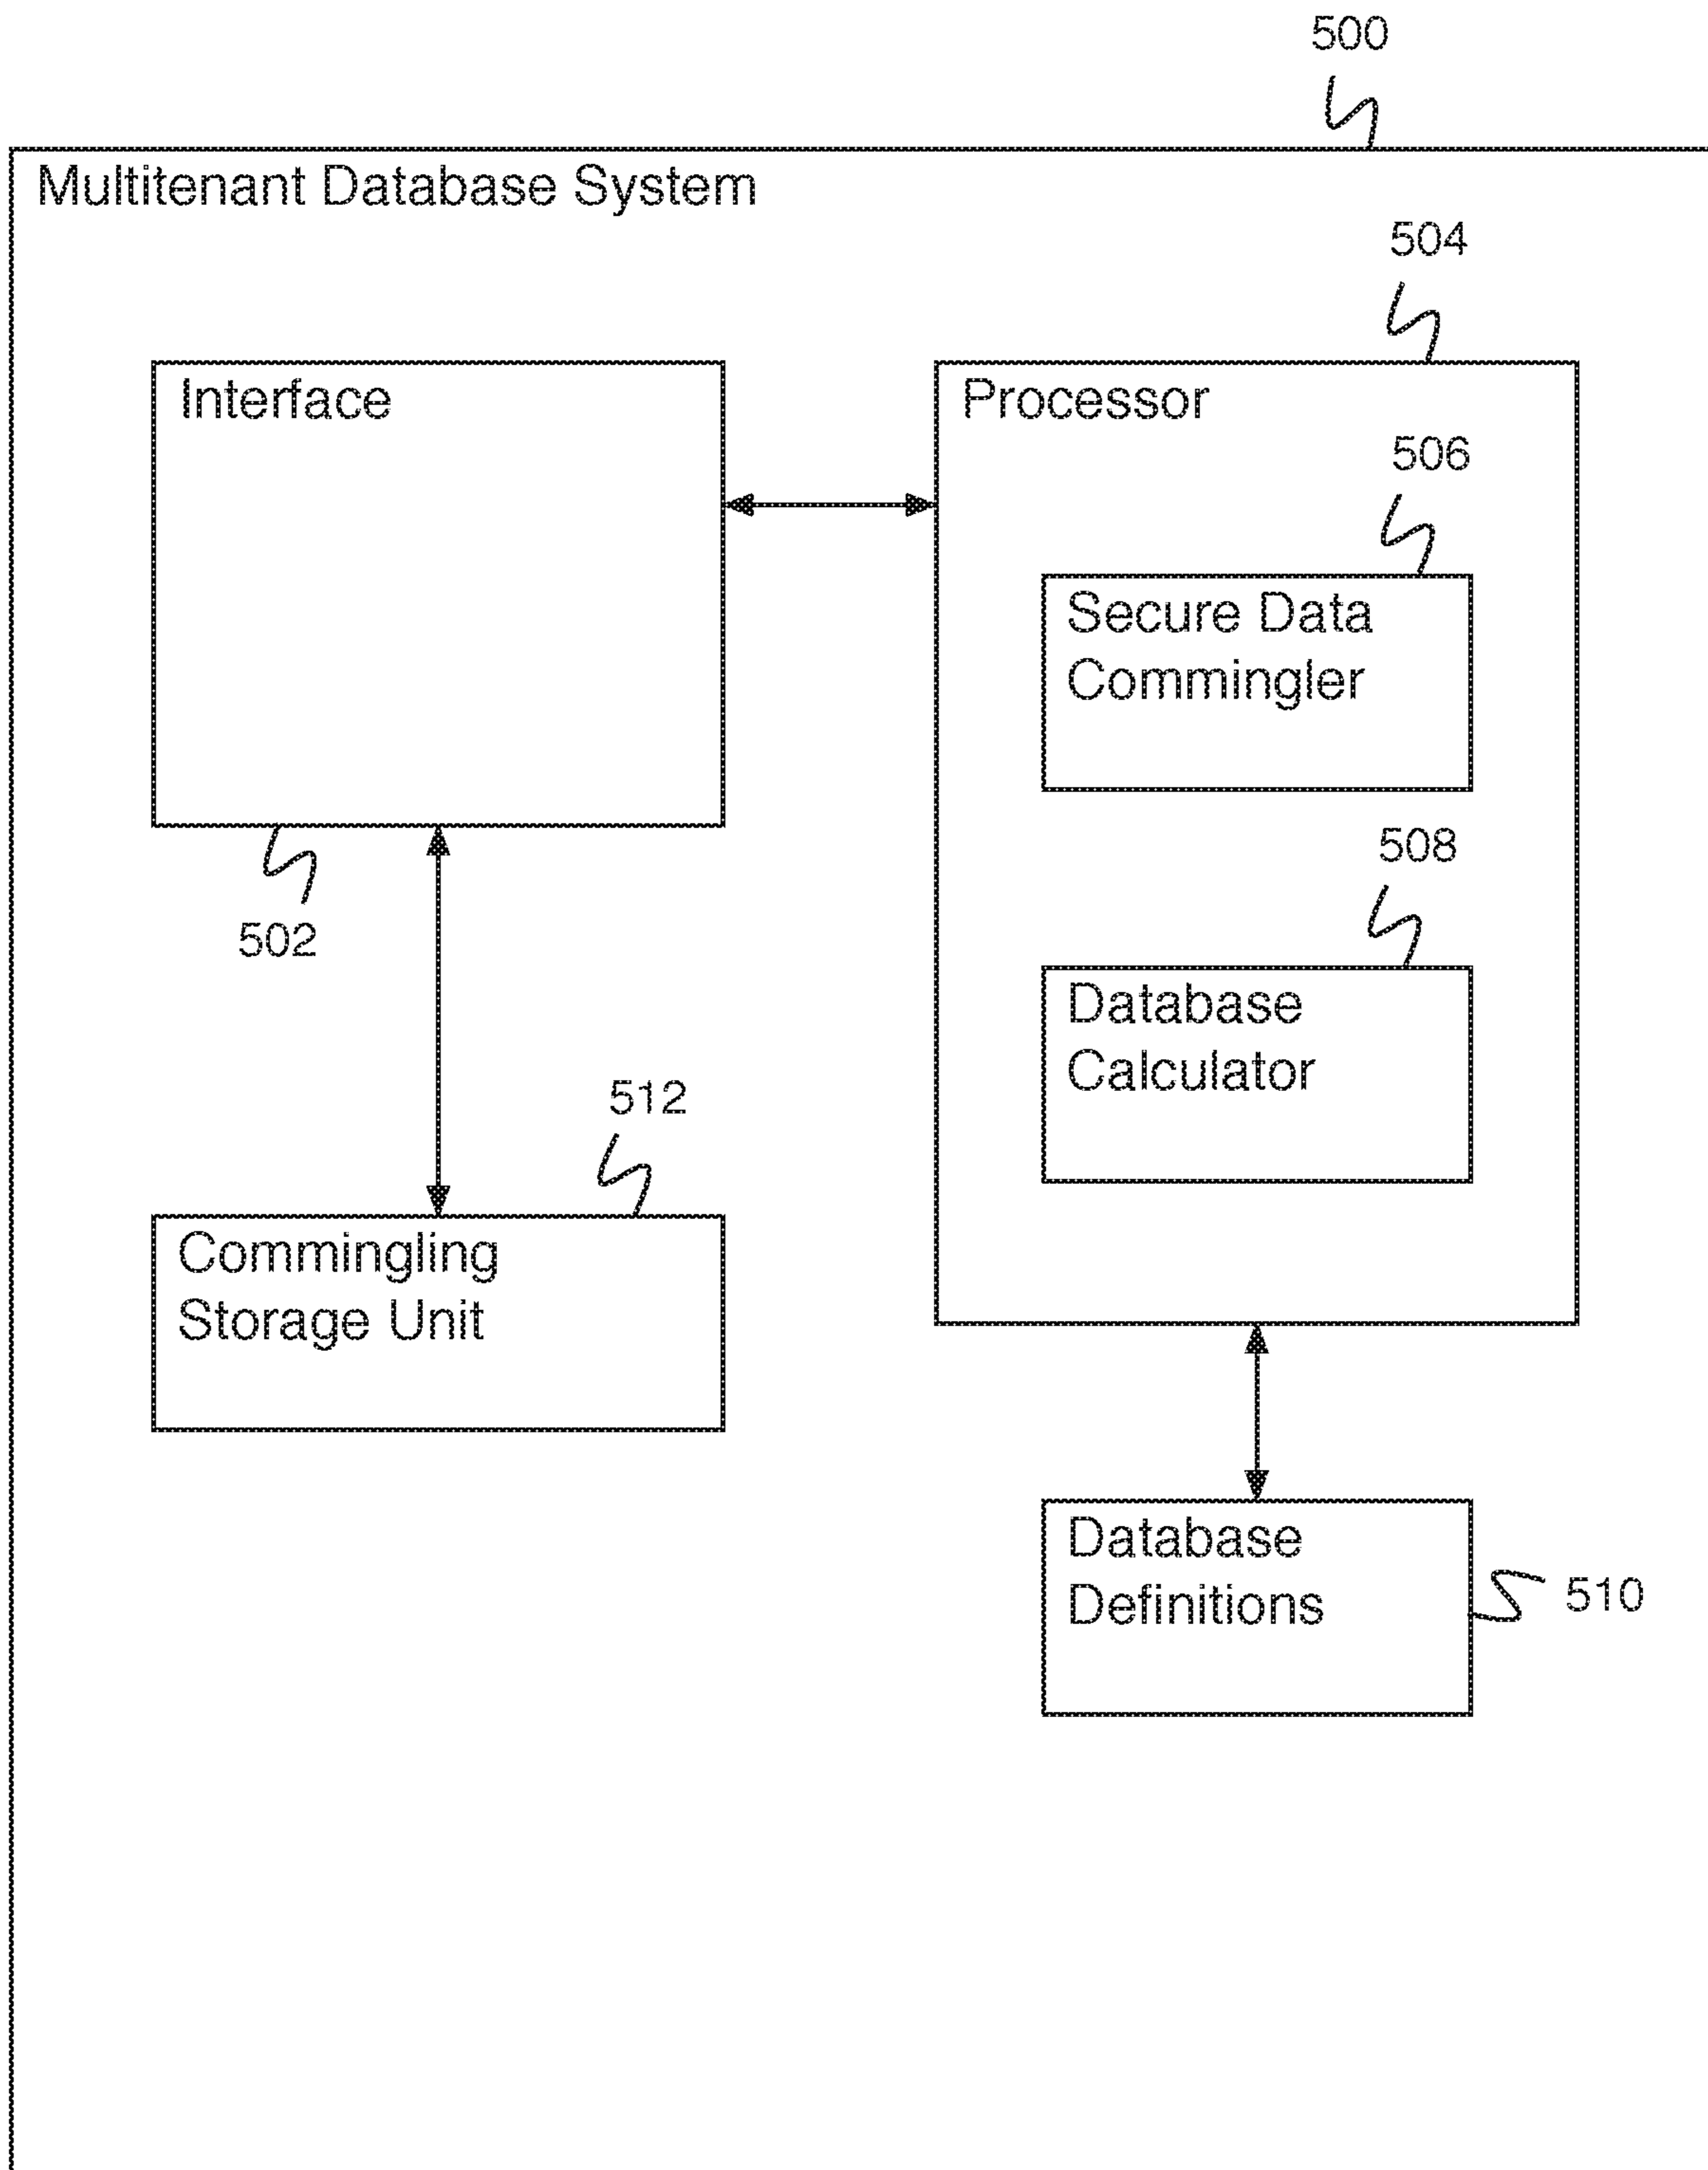 500
Multitenant Database System
504
Interface
Processor
506
Secure Data
Commingler
508
502
Database
Calculator
512
Commingling
Storage Unit
Database
Definitions
510